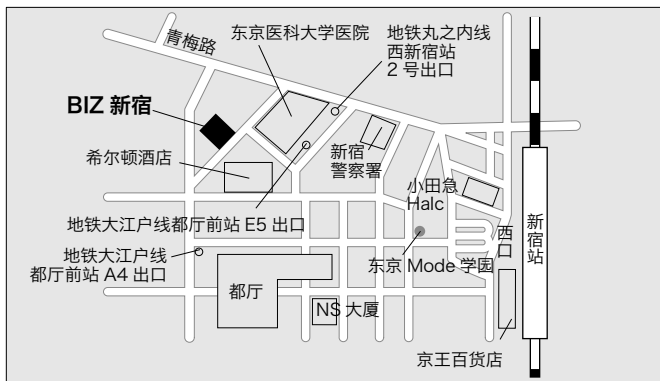 青梅路
东京医科大学医院
地铁丸之内线
西新宿站
2 号出口
BIZ 新宿
希尔顿酒店
新宿
警察署
小田急
Halc
地铁大江户线都厅前站 E5 出口
地铁大江户线
都厅前站 A4 出口
东京 Mode 学园
西口
新宿站
都厅
NS 大厦
京王百货店